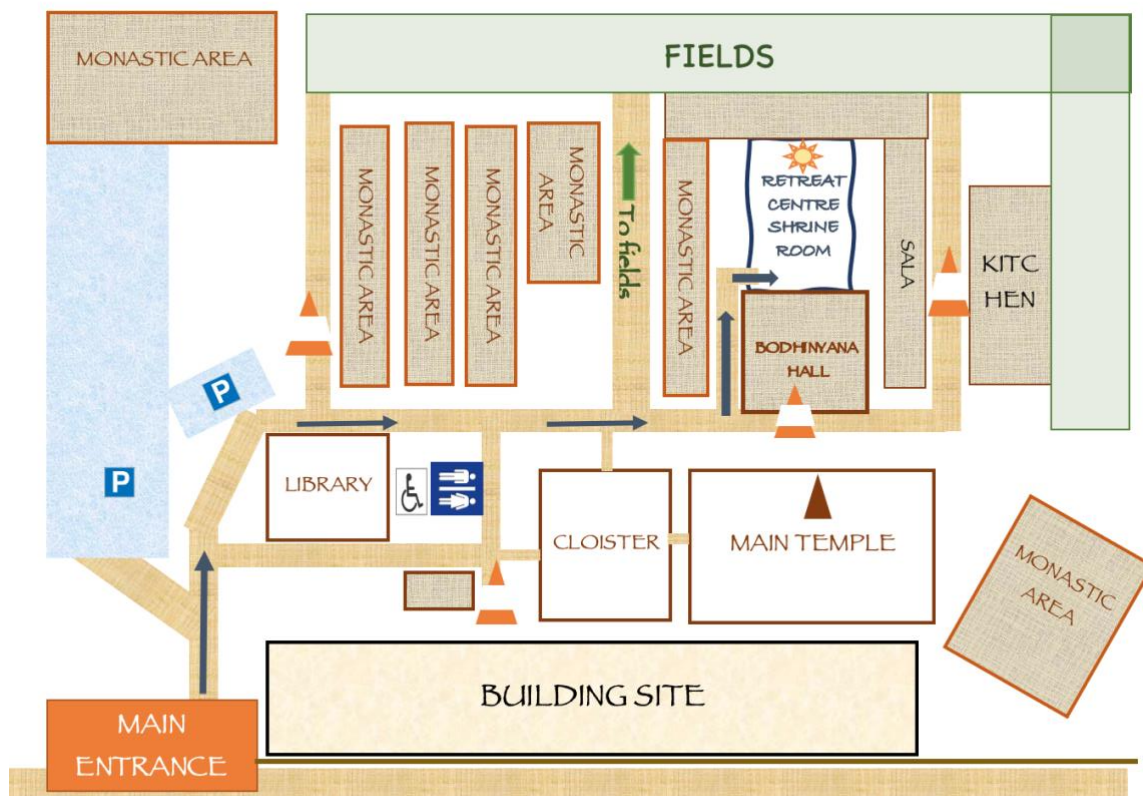 MONASTIC AREA
FIELDS
MONASTIC AREA
MONASTIC AREA
MONASTIC AREA
MONASTIC
AREA
To fields
MONASTIC AREA
RETREAT
CENTRE
SHRINE
ROOM
SALA
KITC
HEN
BODHINYANA
HALL
P
P
LIBRARY
CLOISTER
MAIN TEMPLE
MONASTIC
AREA
BUILDING SITE
MAIN
ENTRANCE